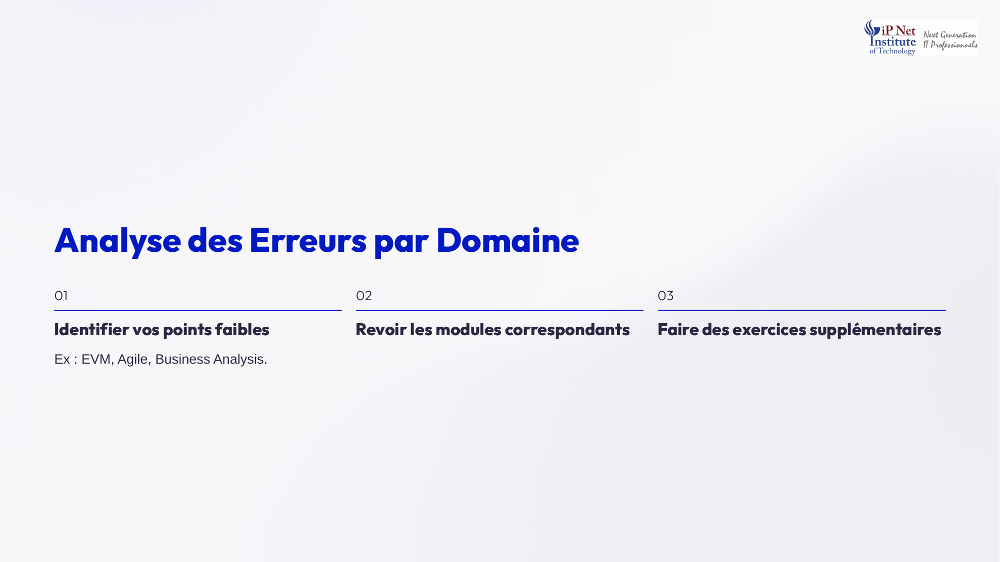 iP Net
Institute
of Technology
Next Generation
IT Professionnels
Analyse des Erreurs par Domaine
01
Identifier vos points faibles
Ex : EVM, Agile, Business Analysis.
02
Revoir les modules correspondants
03
Faire des exercices supplémentaires